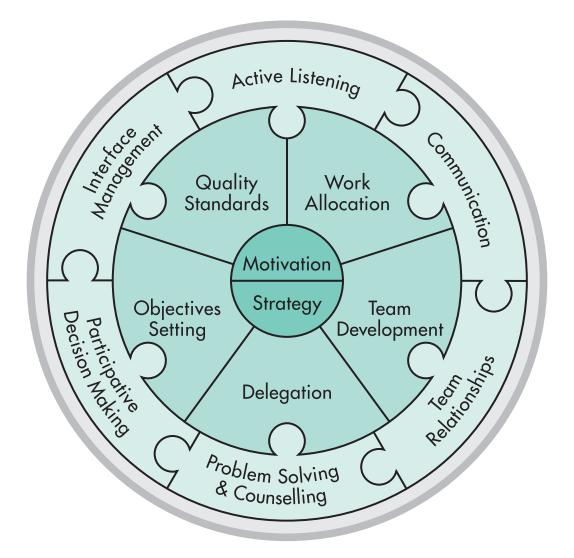 Active Listening
Communication
Team
Relationships
Problem Solving
& Counselling
Participative
Decision Making
Interface
Management
Quality
Standards
Work
Allocation
Team
Development
Delegation
Objectives
Setting
Motivation
Strategy